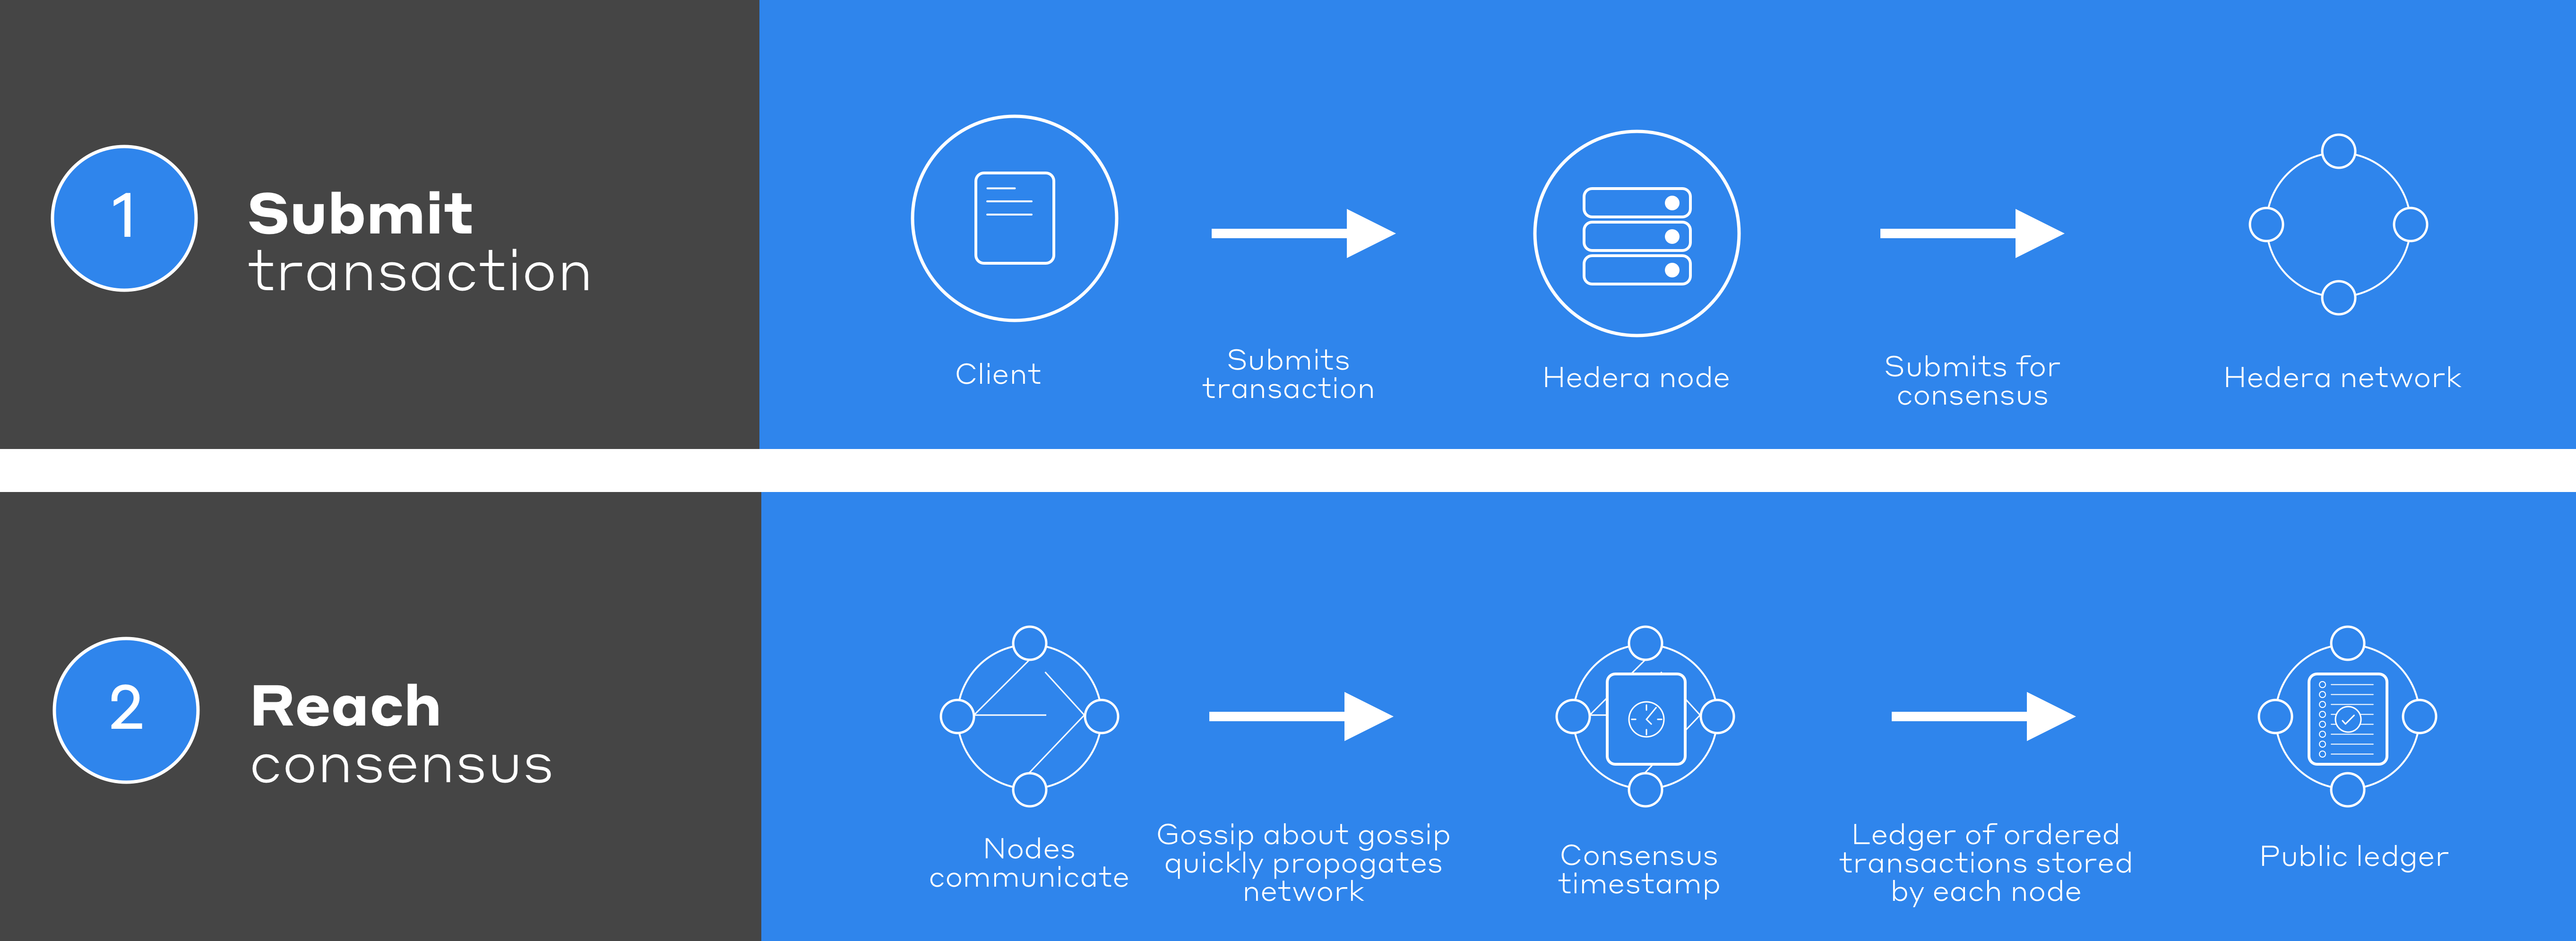 1
Submit
transaction
Client
Submits
transaction
Hedera node
Submits for
consensus
Hedera network
2
Reach
consensus
Nodes
communicate
Gossip about gossip
quickly propogates
network
Consensus
timestamp
Ledger of ordered
transactions stored
by each node
Public ledger